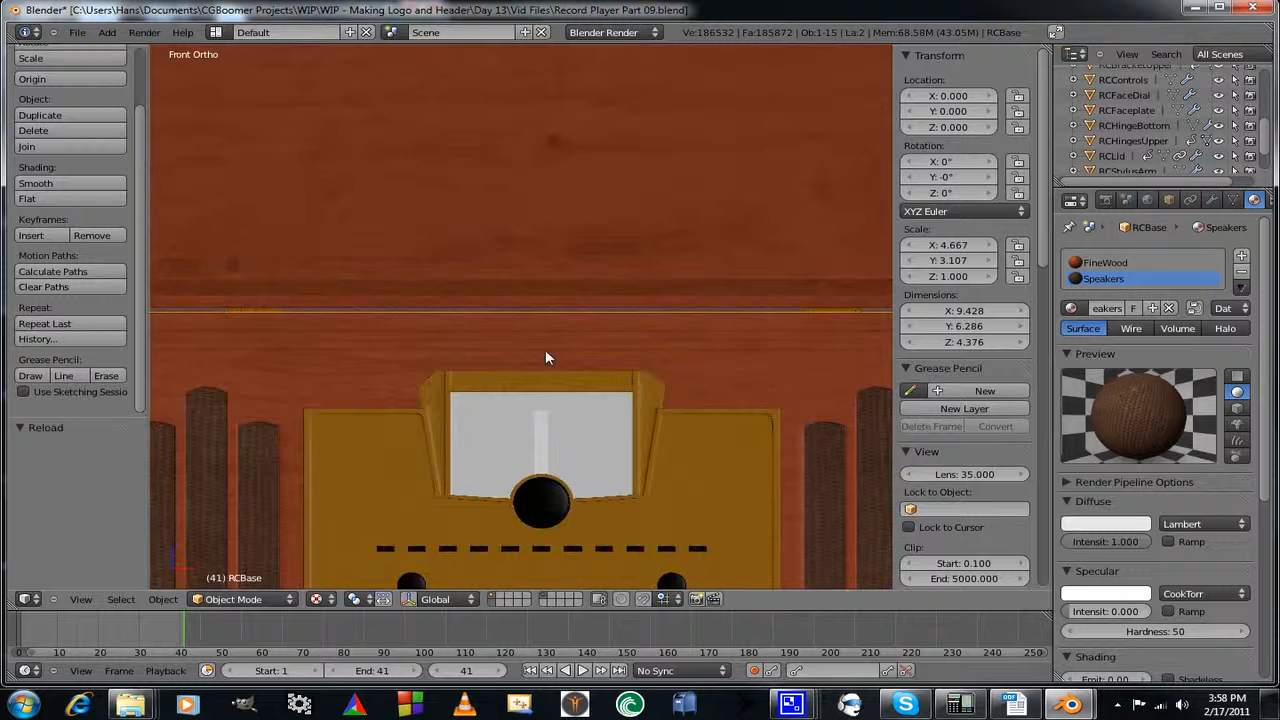 Blender* [C:\Users\Hans\Documents\CGBoomer Projects\WIP\WIP - Making Logo and Header\Day 13\Vid Files\Record Player Part 09.blend]
File Add Render Help Default Scene Blender Render Ve:186532 | Fa:185872 | Ob:1-15 | La:2 | Mem:68.58M (43.05M) | RCBase
View Search All Scenes
Scale
Origin
Object:
Duplicate
Delete
Join
Shading:
Smooth
Flat
Keyframes:
Insert Remove
Motion Paths:
Calculate Paths
Clear Paths
Repeat:
Repeat Last
History...
Grease Pencil:
Draw Line Erase
Use Sketching Sessio
Reload
Front Ortho
(41) RCBase
Transform
Location:
X: 0.000
Y: 0.000
Z: 0.000
Rotation:
X: 0°
Y: -0°
Z: 0°
XYZ Euler
Scale:
X: 4.667
Y: 3.107
Z: 1.000
Dimensions:
X: 9.428
Y: 6.286
Z: 4.376
Grease Pencil
New
New Layer
Delete Frame Convert
View
Lens: 35.000
Lock to Object:
Lock to Cursor
Clip:
Start: 0.100
End: 5000.000
RCControls
RCFaceDial
RCFaceplate
RCHingeBottom
RCHingesUpper
RCLid
RCStylusArm
RCBase Speakers
FineWood
Speakers
eakers F Dat
Surface Wire Volume Halo
Preview
Render Pipeline Options
Diffuse
Lambert
Intensit: 1.000 Ramp
Specular
CookTorr
Intensit: 0.000 Ramp
Hardness: 50
Shading
Emit: 0.00 Shadeless
View Select Object Object Mode Global
0 10 20 30 40 50 60 70 80 90 100 110 120 130 140 150 160 170 180 190 200 210 220 230 240 250
View Frame Playback Start: 1 End: 41 41 No Sync
3:58 PM
2/17/2011